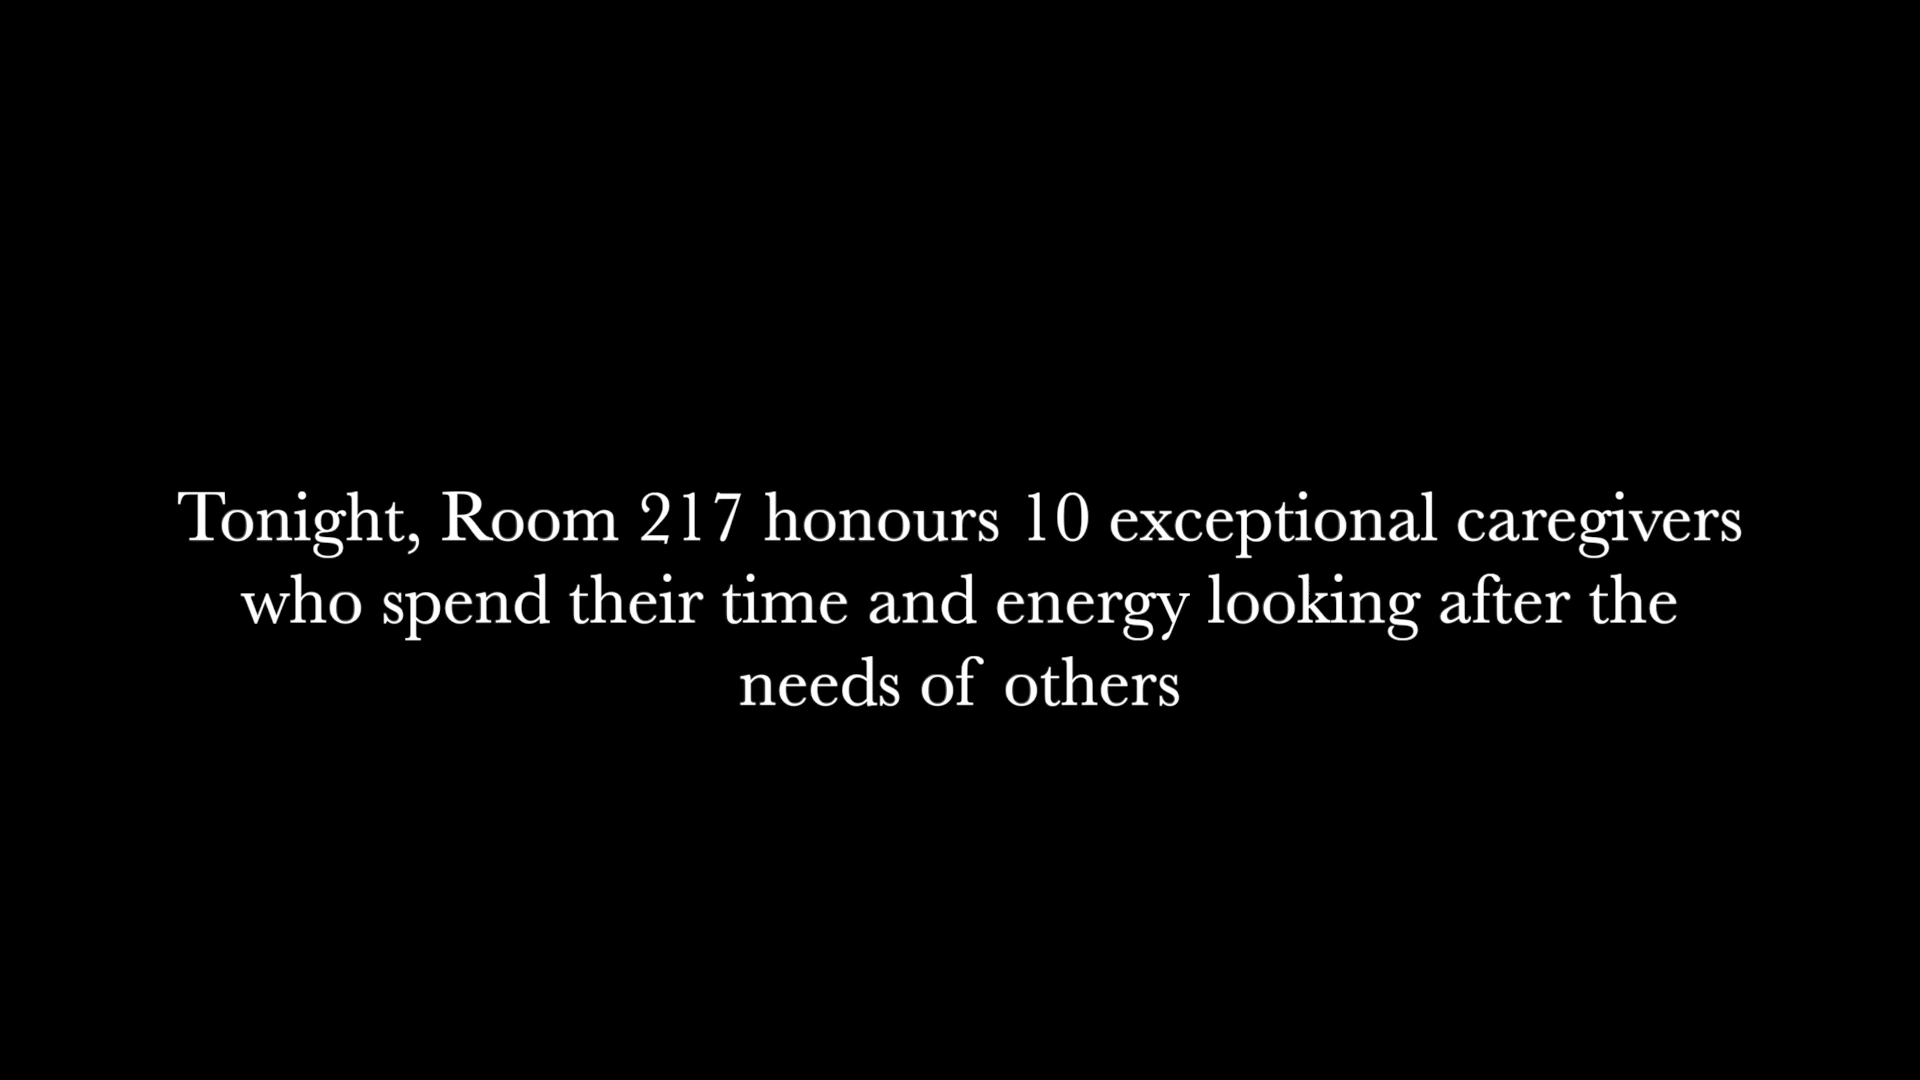 Tonight, Room 217 honours 10 exceptional caregivers
who spend their time and energy looking after the
needs of others